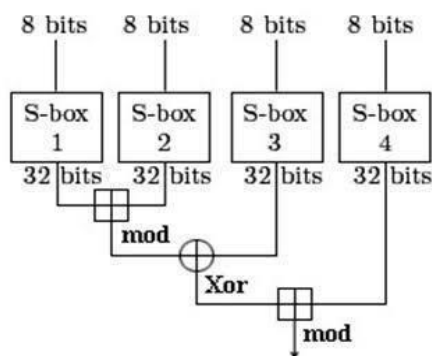 8 bits 8 bits 8 bits 8 bits
S-box S-box S-box S-box
1 2 3 4
32 bits 32 bits 32 bits 32 bits
mod
Xor
mod